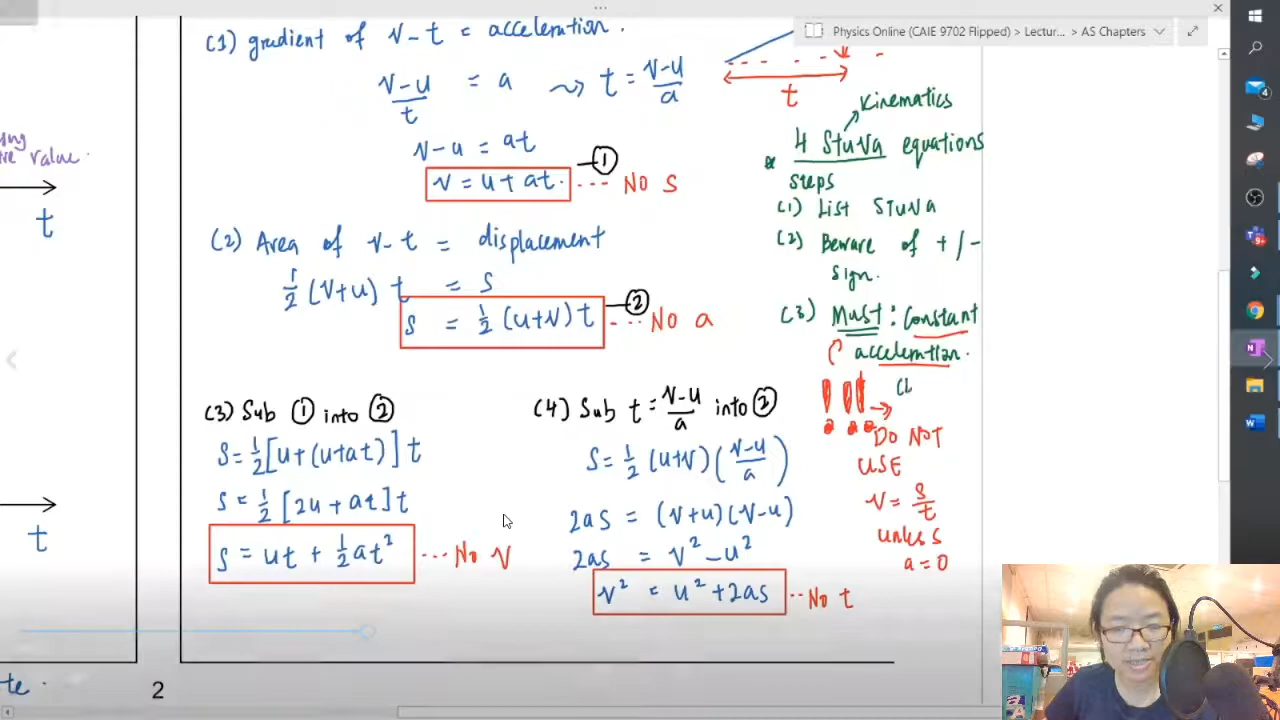 Physics Online (CAIE 9702 Flipped) > Lectur... > AS Chapters
(1) gradient of v-t = acceleration.
v-u/t = a ~> t = v-u/a
v-u = at
v = u + at. ①
.... No s
(2) Area of v-t = displacement
1/2 (v+u) t = s
s = 1/2 (u+v) t ②
... No a
(3) Sub ① into ②
s = 1/2 [u + (u+at)] t
s = 1/2 [2u + at] t
s = ut + 1/2 at²
... No v
(4) Sub t = v-u/a into ②
s = 1/2 (u+v) (v-u/a)
2as = (v+u)(v-u)
2as = v² - u²
v² = u² + 2as
.. No t
t
Kinematics
* 4 Stuva equations
steps
(1) List Stuva
(2) Beware of +/-
sign.
(3) Must : Constant
acceleration.
DO NOT
USE
v = s/t
unless
a = 0
value.
t
t
te.
2
4
9+